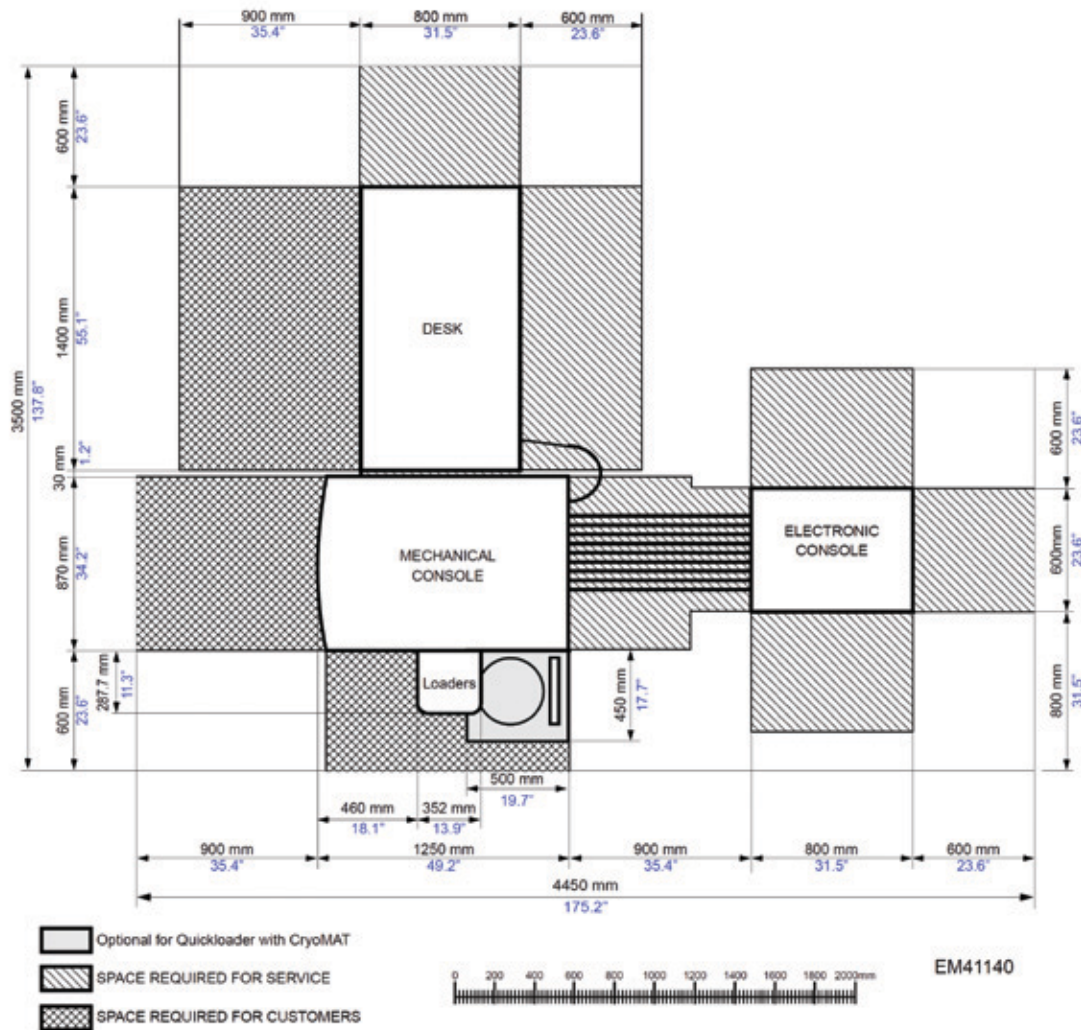 900 mm
35.4"
800 mm
31.5"
600 mm
23.6"
600 mm
23.6"
1400 mm
55.1"
3500 mm
137.8"
DESK
30 mm
1.2"
870 mm
34.2"
MECHANICAL
CONSOLE
ELECTRONIC
CONSOLE
600 mm
23.6"
600mm
23.6"
800 mm
31.5"
600 mm
23.6"
287.7 mm
11.3"
Loaders
450 mm
17.7"
500 mm
19.7"
460 mm
18.1"
352 mm
13.9"
900 mm
35.4"
1250 mm
49.2"
900 mm
35.4"
800 mm
31.5"
600 mm
23.6"
4450 mm
175.2"
Optional for Quickloader with CryoMAT
SPACE REQUIRED FOR SERVICE
SPACE REQUIRED FOR CUSTOMERS
0 200 400 600 800 1000 1200 1400 1600 1800 2000mm
EM41140